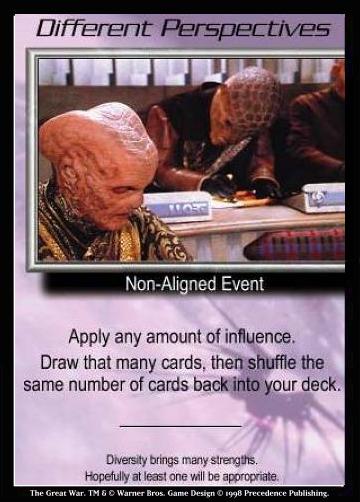 Different Perspectives
Non-Aligned Event
Apply any amount of influence.
Draw that many cards, then shuffle the
same number of cards back into your deck.
Diversity brings many strengths.
Hopefully at least one will be appropriate.
The Great War. TM & © Warner Bros. Game Design © 1998 Precedence Publishing.